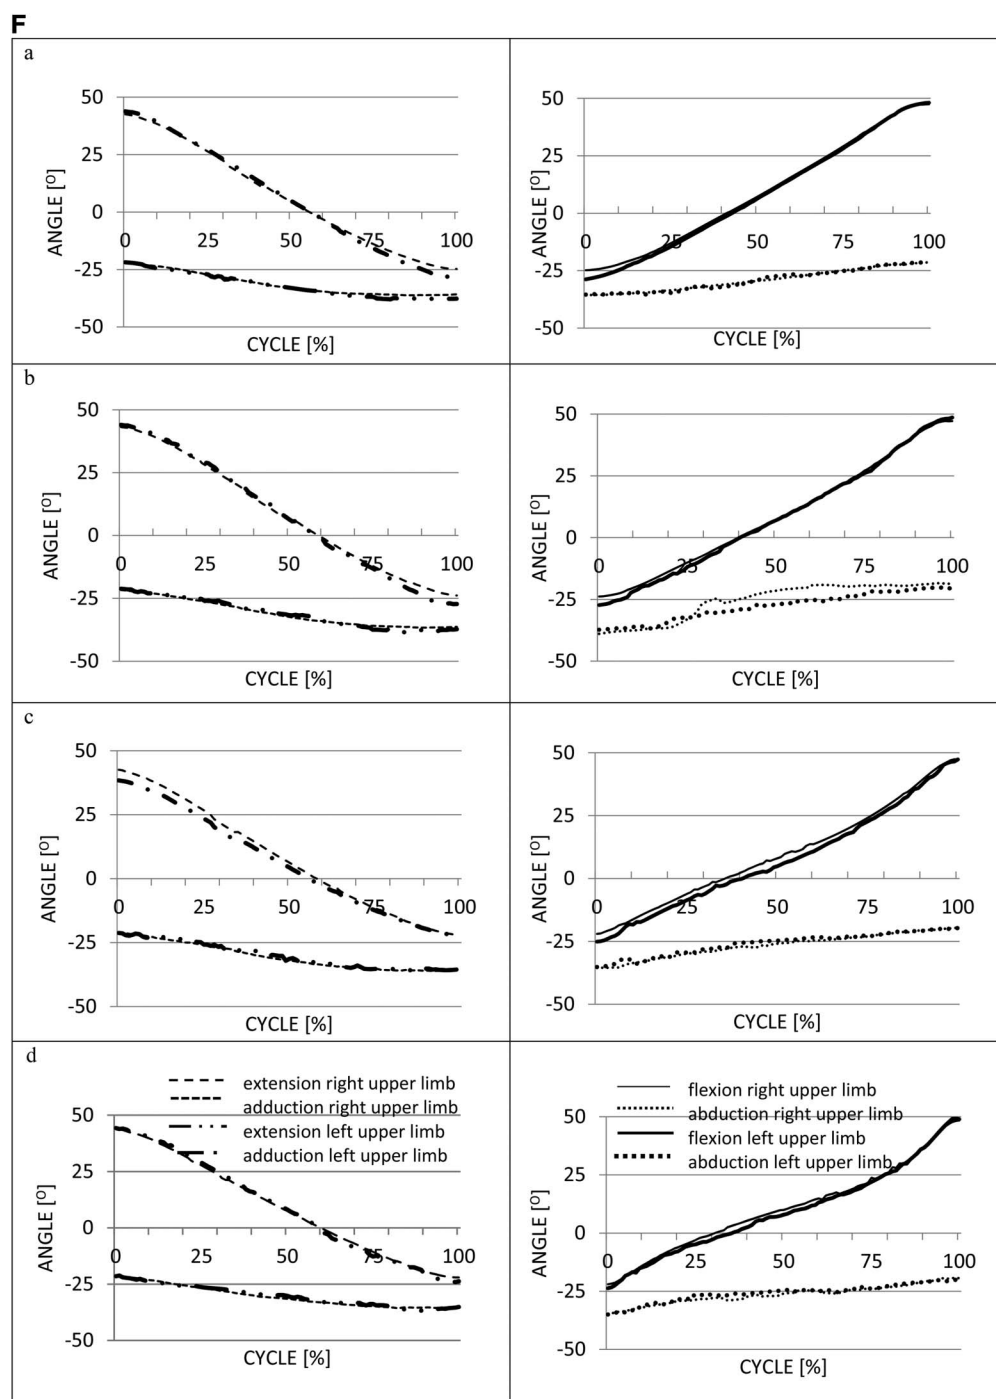 F
a
50
25
0
-25
-50
0 25 50 75 100
ANGLE [O]
CYCLE [%]
50
25
0
-25
-50
0 25 50 75 100
ANGLE [O]
CYCLE [%]
b
50
25
0
-25
-50
0 25 50 75 100
ANGLE [O]
CYCLE [%]
50
25
0
-25
-50
0 25 50 75 100
ANGLE [O]
CYCLE [%]
c
50
25
0
-25
-50
0 25 50 75 100
ANGLE [O]
CYCLE [%]
50
25
0
-25
-50
0 25 50 75 100
ANGLE [O]
CYCLE [%]
d
extension right upper limb
adduction right upper limb
extension left upper limb
adduction left upper limb
50
25
0
-25
-50
0 25 50 75 100
ANGLE [O]
CYCLE [%]
flexion right upper limb
abduction right upper limb
flexion left upper limb
abduction left upper limb
50
25
0
-25
-50
0 25 50 75 100
ANGLE [O]
CYCLE [%]